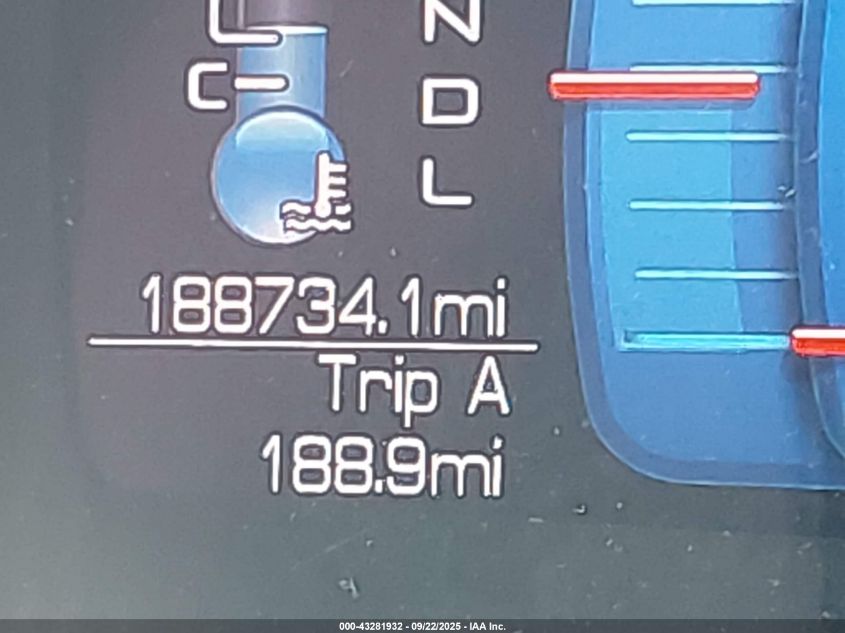 N
C
D
L
188734.1mi
Trip A
188.9mi
000-43281932 - 09/22/2025 - IAA Inc.